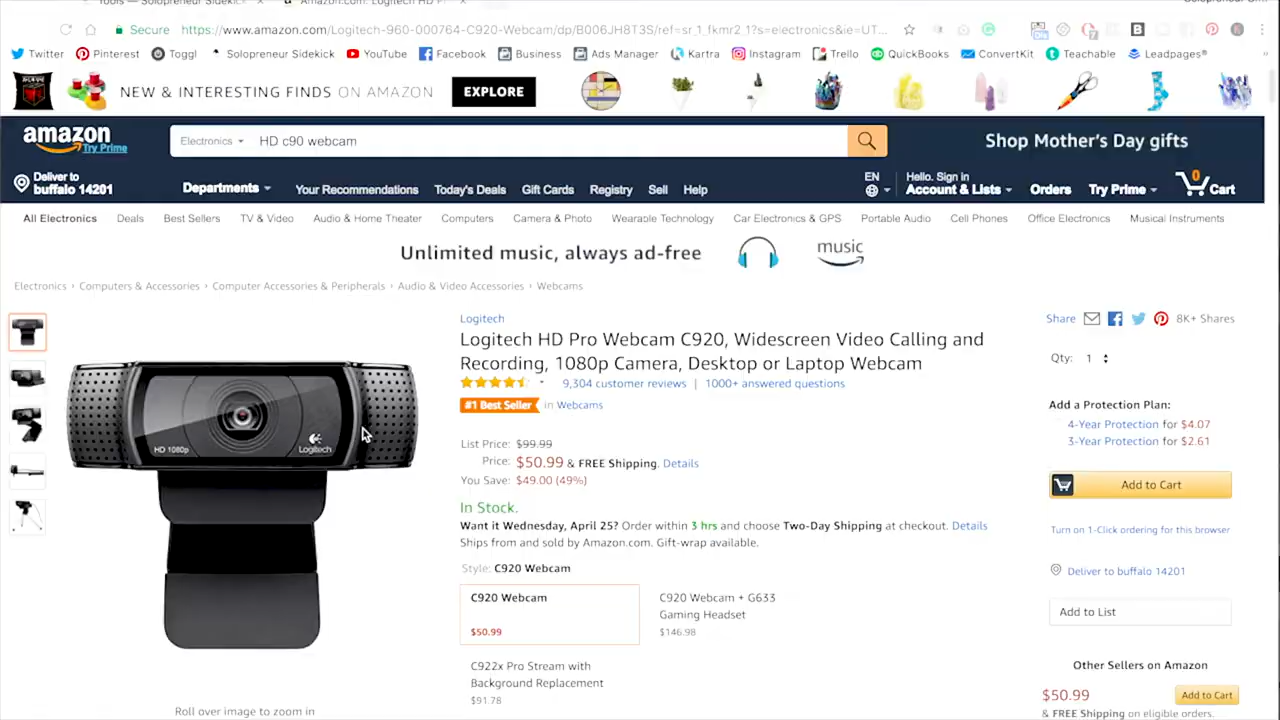 Tools — Solopreneur Sidekick
Amazon.com: Logitech HD P
Solopreneur
Secure https://www.amazon.com/Logitech-960-000764-C920-Webcam/dp/B006JH8T3S/ref=sr_1_fkmr2_1?s=electronics&ie=UT...
Twitter Pinterest Toggl Solopreneur Sidekick YouTube Facebook Business Ads Manager Kartra Instagram Trello QuickBooks ConvertKit Teachable Leadpages®
NEW & INTERESTING FINDS ON AMAZON EXPLORE
amazon
Try Prime
Electronics HD c90 webcam
Shop Mother's Day gifts
Deliver to
buffalo 14201
Departments Your Recommendations Today's Deals Gift Cards Registry Sell Help
EN
Hello. Sign in
Account & Lists
Orders Try Prime 0 Cart
All Electronics Deals Best Sellers TV & Video Audio & Home Theater Computers Camera & Photo Wearable Technology Car Electronics & GPS Portable Audio Cell Phones Office Electronics Musical Instruments
Unlimited music, always ad-free music
Electronics › Computers & Accessories › Computer Accessories & Peripherals › Audio & Video Accessories › Webcams
HD 1080p
Logitech
Roll over image to zoom in
Logitech
Logitech HD Pro Webcam C920, Widescreen Video Calling and
Recording, 1080p Camera, Desktop or Laptop Webcam
9,304 customer reviews | 1000+ answered questions
#1 Best Seller in Webcams
List Price: $99.99
Price: $50.99 & FREE Shipping. Details
You Save: $49.00 (49%)
In Stock.
Want it Wednesday, April 25? Order within 3 hrs and choose Two-Day Shipping at checkout. Details
Ships from and sold by Amazon.com. Gift-wrap available.
Style: C920 Webcam
C920 Webcam
$50.99
C920 Webcam + G633
Gaming Headset
$146.98
C922x Pro Stream with
Background Replacement
$91.78
Share 8K+ Shares
Qty: 1
Add a Protection Plan:
4-Year Protection for $4.07
3-Year Protection for $2.61
Add to Cart
Turn on 1-Click ordering for this browser
Deliver to buffalo 14201
Add to List
Other Sellers on Amazon
$50.99 Add to Cart
& FREE Shipping on eligible orders.